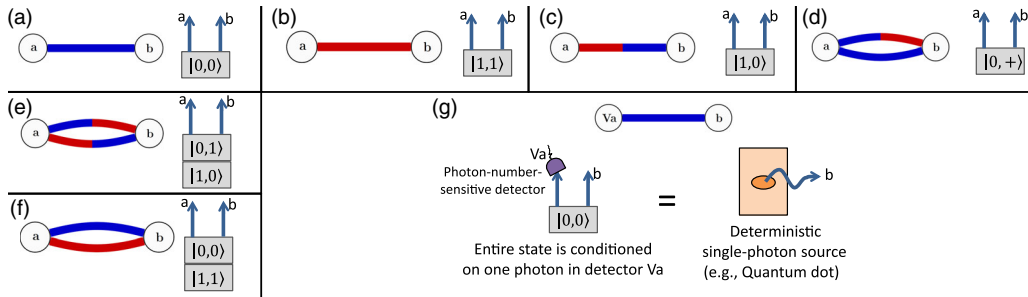 (a)
a
b
a
b
|0,0⟩
(b)
a
b
a
b
|1,1⟩
(c)
a
b
a
b
|1,0⟩
(d)
a
b
a
b
|0,+⟩
(e)
a
b
a
b
|0,1⟩
|1,0⟩
(f)
a
b
a
b
|0,0⟩
|1,1⟩
(g)
Va
b
Va
Photon-number-
sensitive detector
b
|0,0⟩
Entire state is conditioned
on one photon in detector Va
=
b
Deterministic
single-photon source
(e.g., Quantum dot)